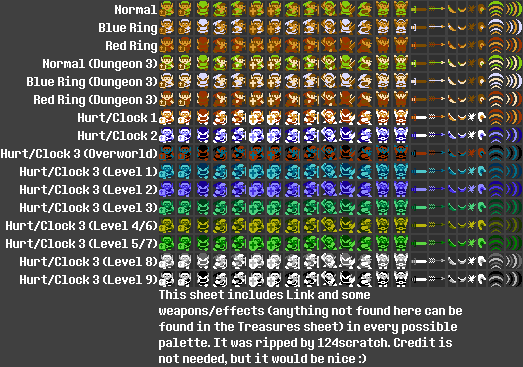 Normal
Blue Ring
Red Ring
Normal (Dungeon 3)
Blue Ring (Dungeon 3)
Red Ring (Dungeon 3)
Hurt/Clock 1
Hurt/Clock 2
Hurt/Clock 3 (Overworld)
Hurt/Clock 3 (Level 1)
Hurt/Clock 3 (Level 2)
Hurt/Clock 3 (Level 3)
Hurt/Clock 3 (Level 4/6)
Hurt/Clock 3 (Level 5/7)
Hurt/Clock 3 (Level 8)
Hurt/Clock 3 (Level 9)
This sheet includes Link and some
weapons/effects (anything not found here can be
found in the Treasures sheet) in every possible
palette. It was ripped by 124scratch. Credit is
not needed, but it would be nice :)